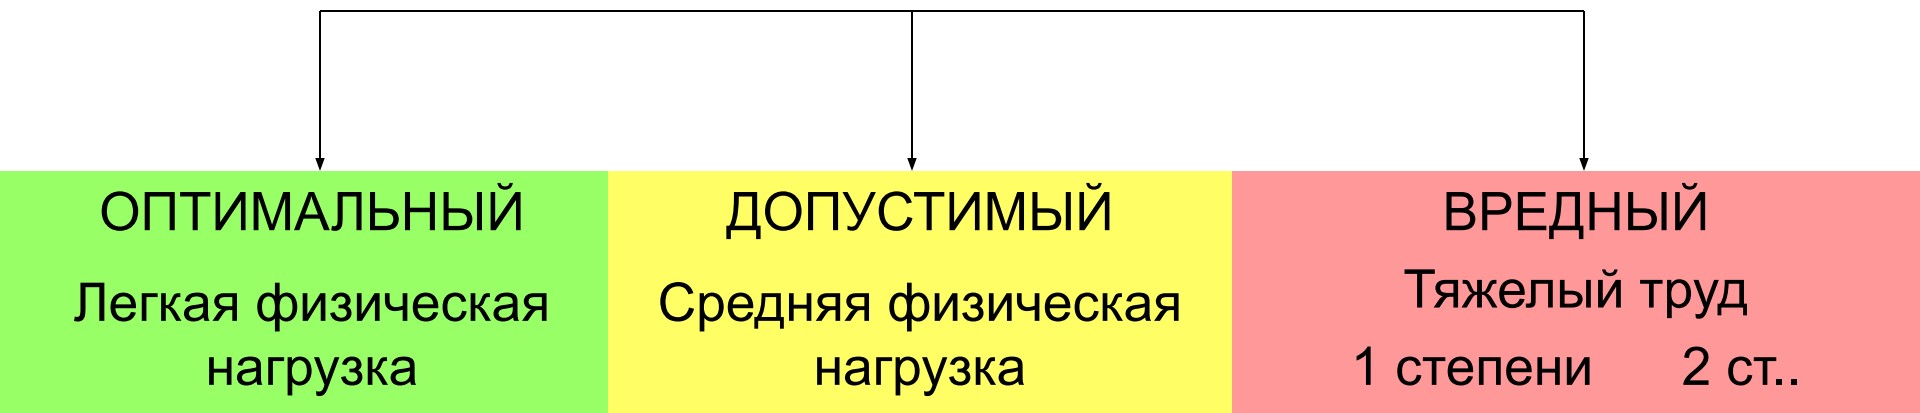 ОПТИМАЛЬНЫЙ
Легкая физическая
нагрузка
ДОПУСТИМЫЙ
Средняя физическая
нагрузка
ВРЕДНЫЙ
Тяжелый труд
1 степени 2 ст..